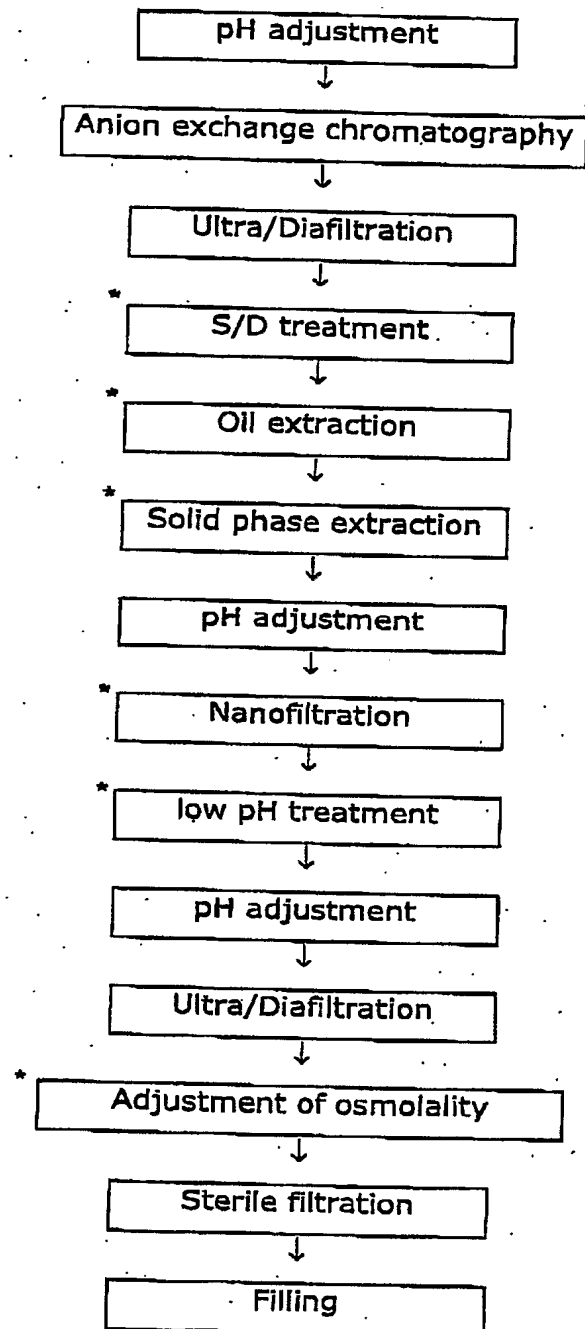 pH adjustment
↓
Anion exchange chromatography
↓
Ultra/Diafiltration
↓
* S/D treatment
↓
* Oil extraction
↓
* Solid phase extraction
↓
pH adjustment
↓
* Nanofiltration
↓
* low pH treatment
↓
pH adjustment
↓
Ultra/Diafiltration
↓
* Adjustment of osmolality
↓
Sterile filtration
↓
Filling